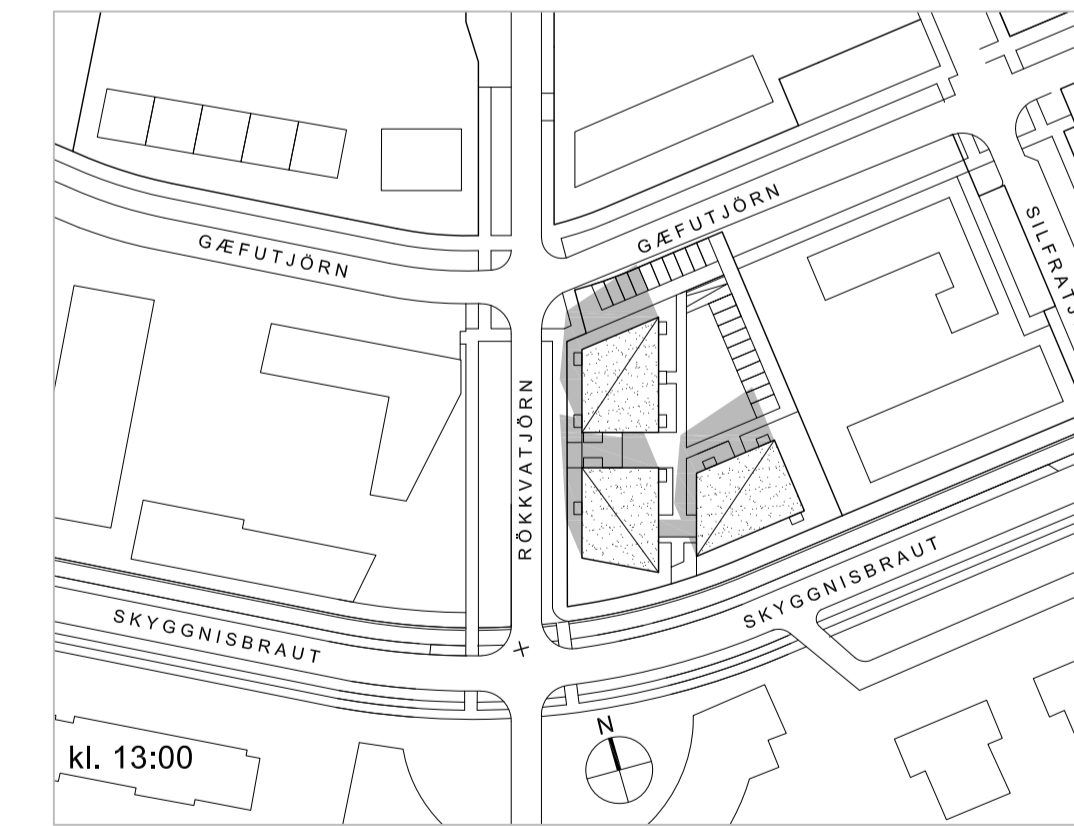 GÆFUTJÖRN
GÆFUTJÖRN
SILFRATJ
RÖKKVATJÖRN
SKYGGNISBRAUT
SKYGGNISBRAUT
N
kl. 13:00